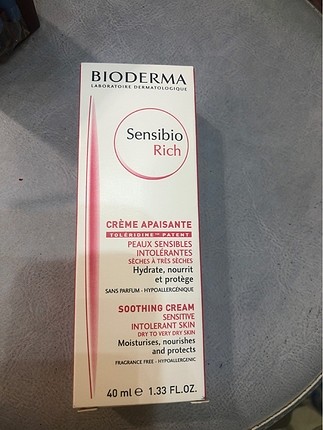 BIODERMA
LABORATOIRE DERMATOLOGIQUE
Sensibio
Rich
CRÈME APAISANTE
TOLÉRIDINE™ PATENT
PEAUX SENSIBLES
INTOLÉRANTES
SÈCHES À TRÈS SÈCHES
Hydrate, nourrit
et protège
SANS PARFUM - HYPOALLERGÉNIQUE
SOOTHING CREAM
SENSITIVE
INTOLERANT SKIN
DRY TO VERY DRY SKIN
Moisturises, nourishes
and protects
FRAGRANCE FREE - HYPOALLERGENIC
40 ml e 1.33 FL.OZ.